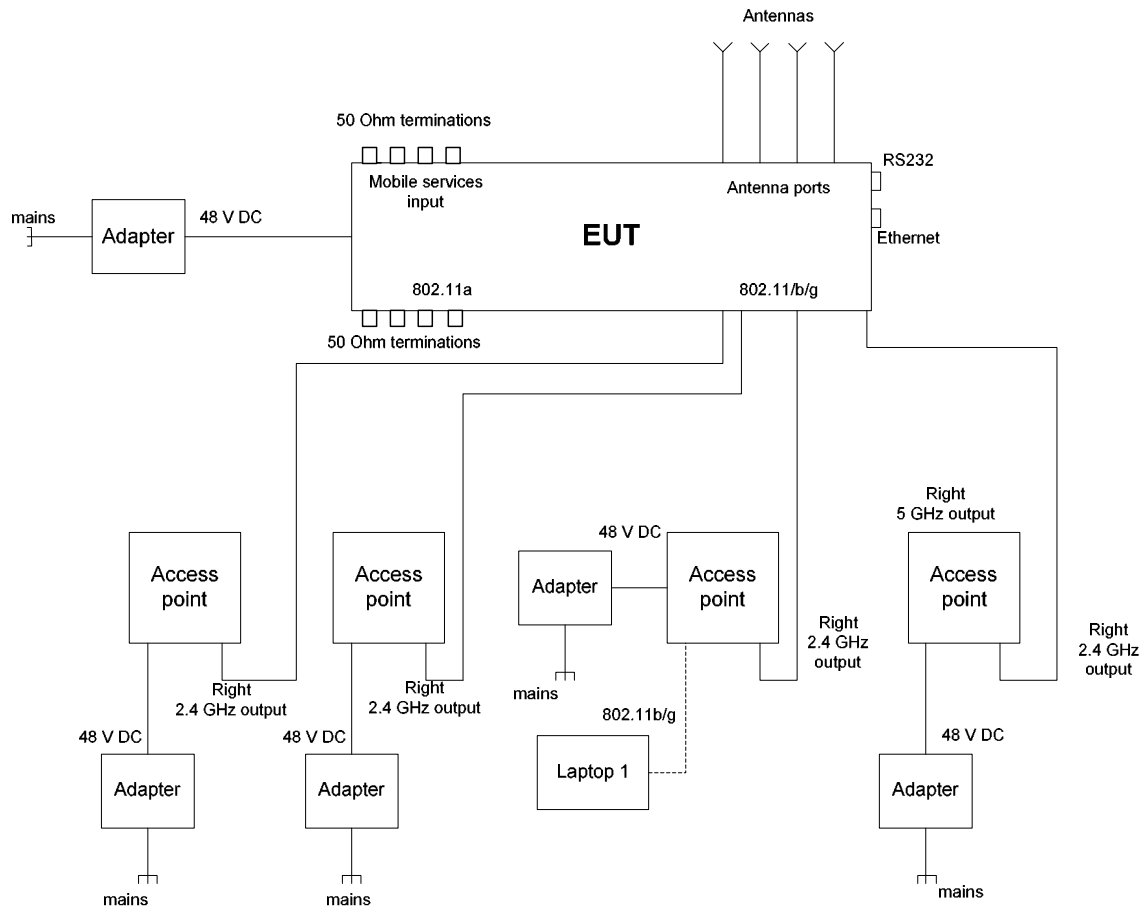 Antennas
50 Ohm terminations
RS232
Mobile services
input
Antenna ports
mains
48 V DC
Adapter
EUT
Ethernet
802.11a
802.11/b/g
50 Ohm terminations
Right
5 GHz output
48 V DC
Access
point
Access
point
Adapter
Access
point
Access
point
Right
2.4 GHz
output
Right
2.4 GHz
output
Right
2.4 GHz output
Right
2.4 GHz output
mains
802.11b/g
48 V DC
48 V DC
48 V DC
Adapter
Adapter
Laptop 1
Adapter
mains
mains
mains